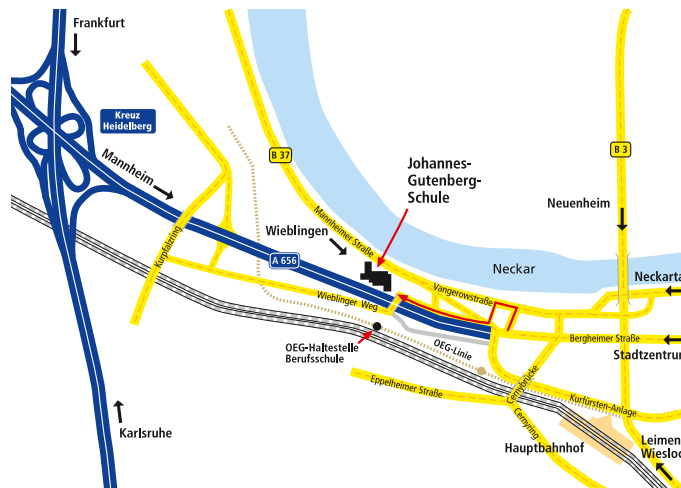 Frankfurt
Kreuz
Heidelberg
Mannheim
B 37
B 3
Johannes-
Gutenberg-
Schule
Neuenheim
Kurpfalzring
Wieblingen
Mannheimer Straße
A 656
Neckar
Neckarta
Vangerowstraße
Wieblinger Weg
OEG-Haltestelle
Berufsschule
OEG-Linie
Bergheimer Straße
Stadtzentrum
Eppelheimer Straße
Czernybrücke
Kurfürsten-Anlage
Czernyring
Karlsruhe
Hauptbahnhof
Leimen
Wiesloc